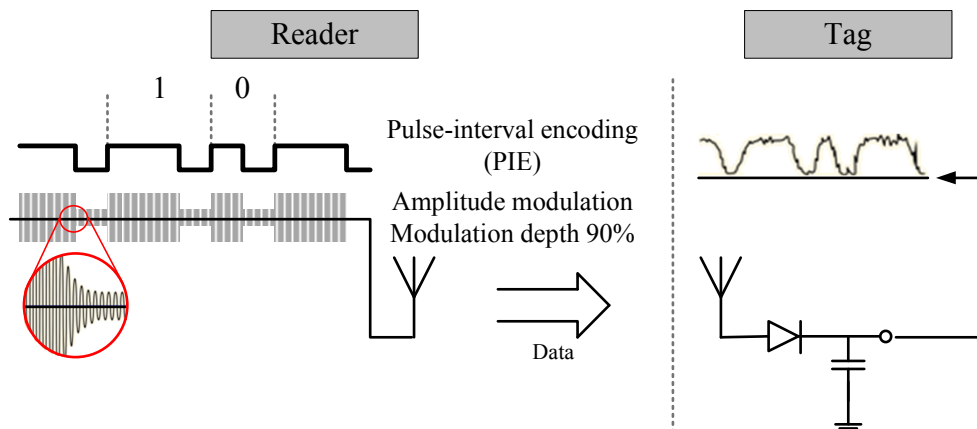 Reader
Tag
1 0
Pulse-interval encoding
(PIE)
Amplitude modulation
Modulation depth 90%
Data